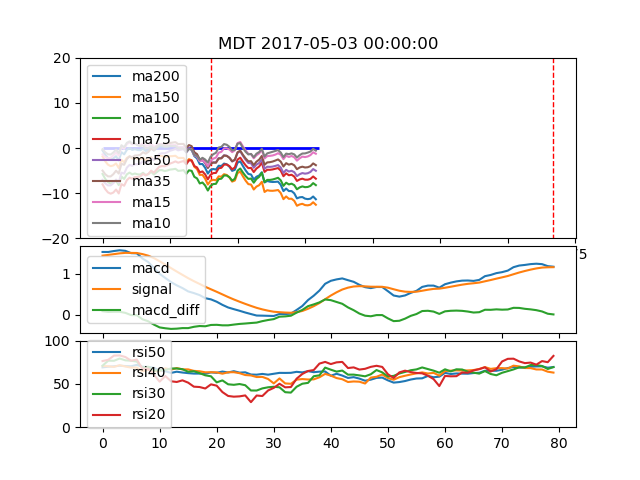 MDT 2017-05-03 00:00:00
20
10
0
−10
−20
ma200
ma150
ma100
ma75
ma50
ma35
ma15
ma10
5
1
0
macd
signal
macd_diff
100
50
0
rsi50
rsi40
rsi30
rsi20
0 10 20 30 40 50 60 70 80